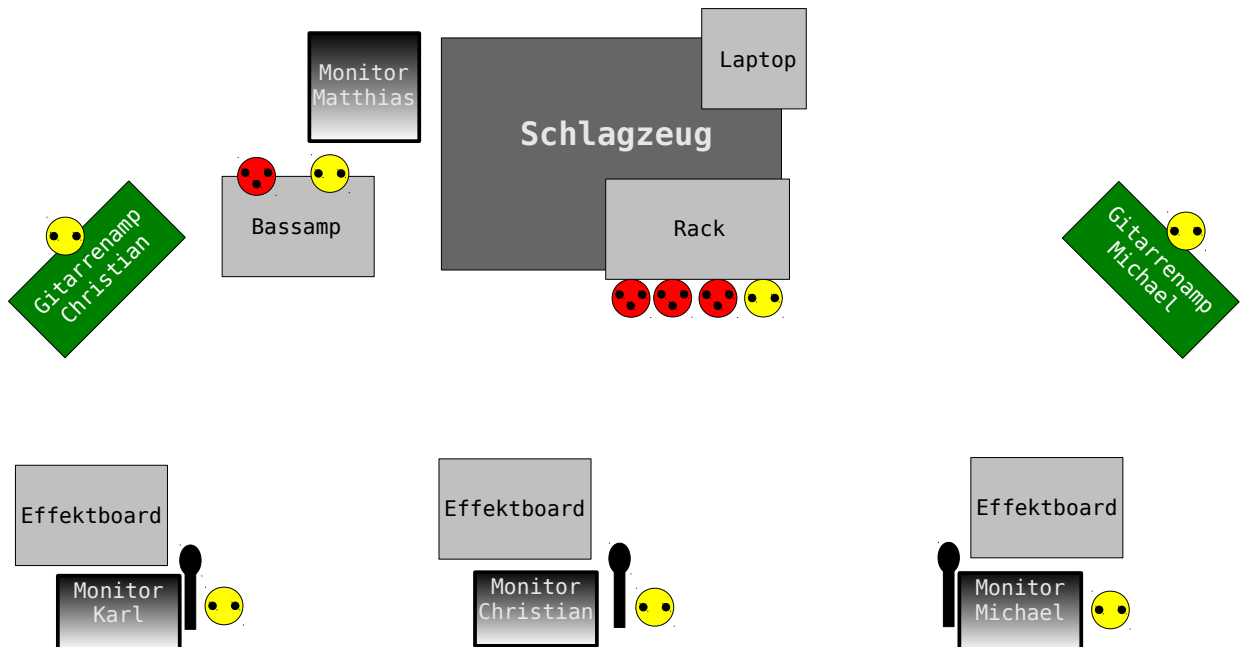 Laptop
Monitor
Matthias
Schlagzeug
Bassamp
Rack
Gitarrenamp
Christian
Gitarrenamp
Michael
Effektboard
Effektboard
Effektboard
Monitor
Karl
Monitor
Christian
Monitor
Michael